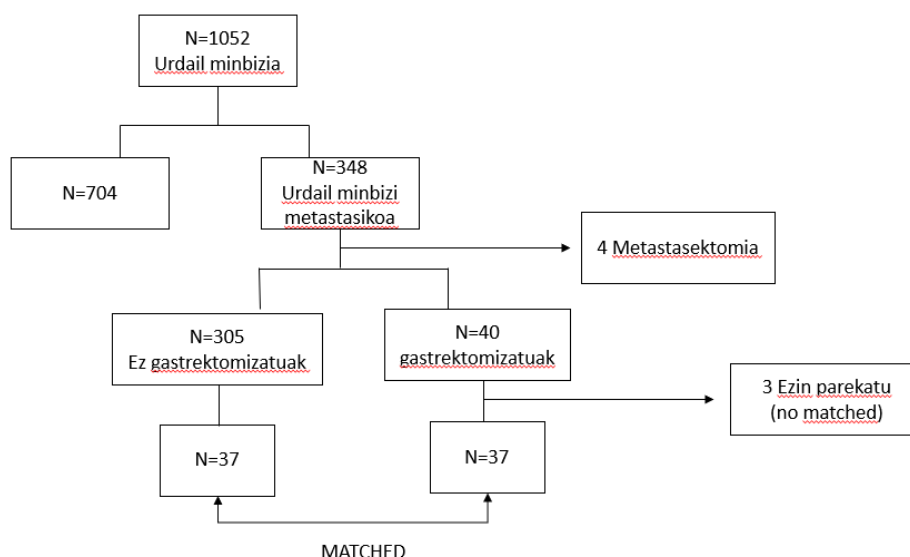 N=1052
Urdail minbizia
N=704
N=348
Urdail minbizi
metastasikoa
4 Metastasektomia
N=305
Ez gastrektomizatuak
N=40
gastrektomizatuak
3 Ezin parekatu
(no matched)
N=37
N=37
MATCHED